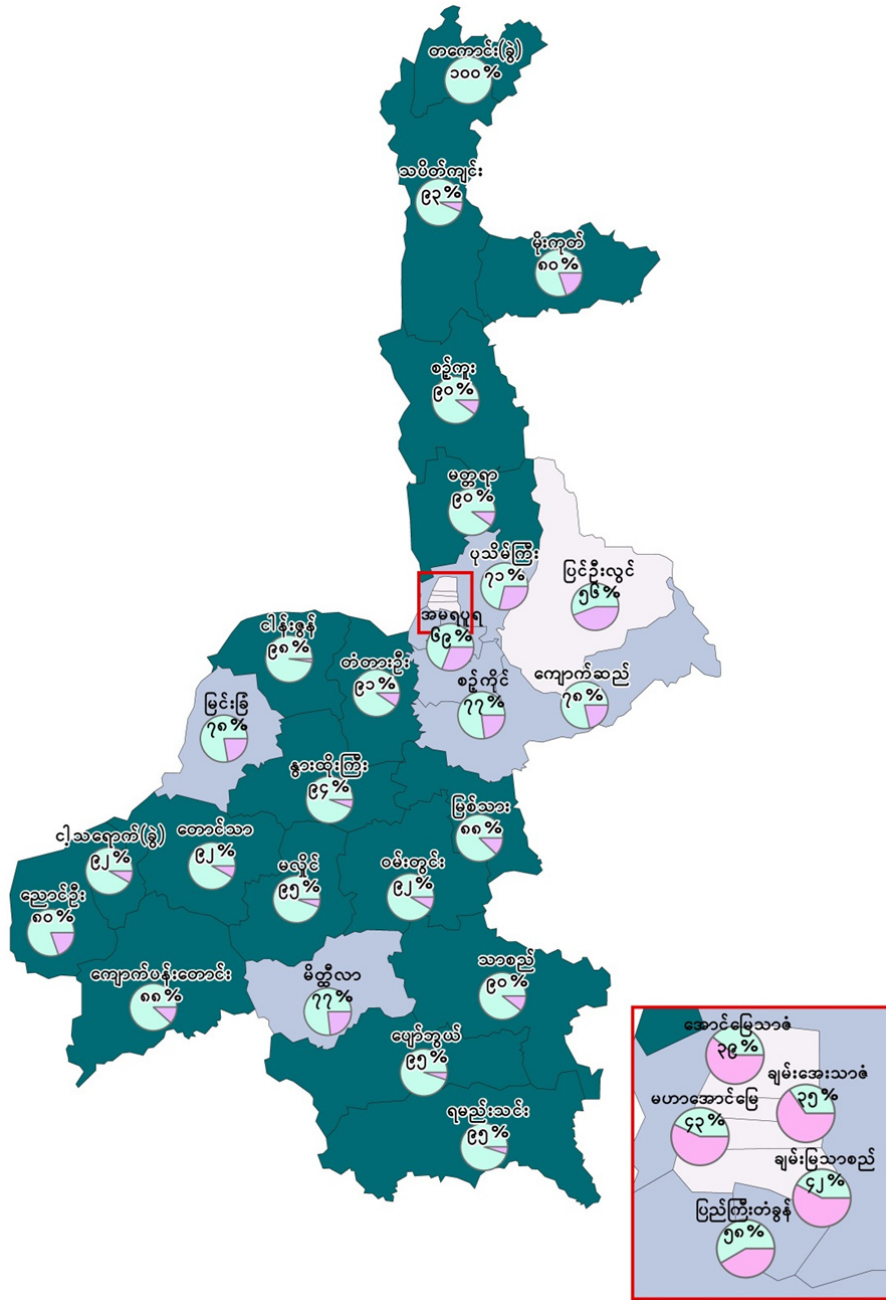 တကောင်း(ခွဲ)
၁၀၀%
သပိတ်ကျင်း
၉၃%
မိုးကုတ်
၈၀%
စဉ့်ကူး
၉၀%
မတ္တရာ
၉၀%
ပုသိမ်ကြီး
၇၁%
ပြင်ဦးလွင်
၅၆%
အမရပူရ
၆၉%
ငါန်းဇွန်
၉၈%
တံတားဦး
၉၁%
စဉ့်ကိုင်
၇၇%
ကျောက်ဆည်
၇၈%
မြင်းခြံ
၇၈%
နွားထိုးကြီး
၉၄%
မြစ်သား
၈၈%
ငါ့သရောက်(ခွဲ)
၉၂%
တောင်သာ
၉၂%
မလှိုင်
၉၅%
ဝမ်းတွင်း
၉၂%
ညောင်ဦး
၈၀%
ကျောက်ပန်းတောင်း
၈၈%
မိတ္ထီလာ
၇၇%
သာစည်
၉၀%
ပျော်ဘွယ်
၉၅%
ရမည်းသင်း
၉၅%
အောင်မြေသာဇံ
၃၉%
ချမ်းအေးသာဇံ
၃၅%
မဟာအောင်မြေ
၄၃%
ချမ်းမြသာစည်
၄၂%
ပြည်ကြီးတံခွန်
၅၈%